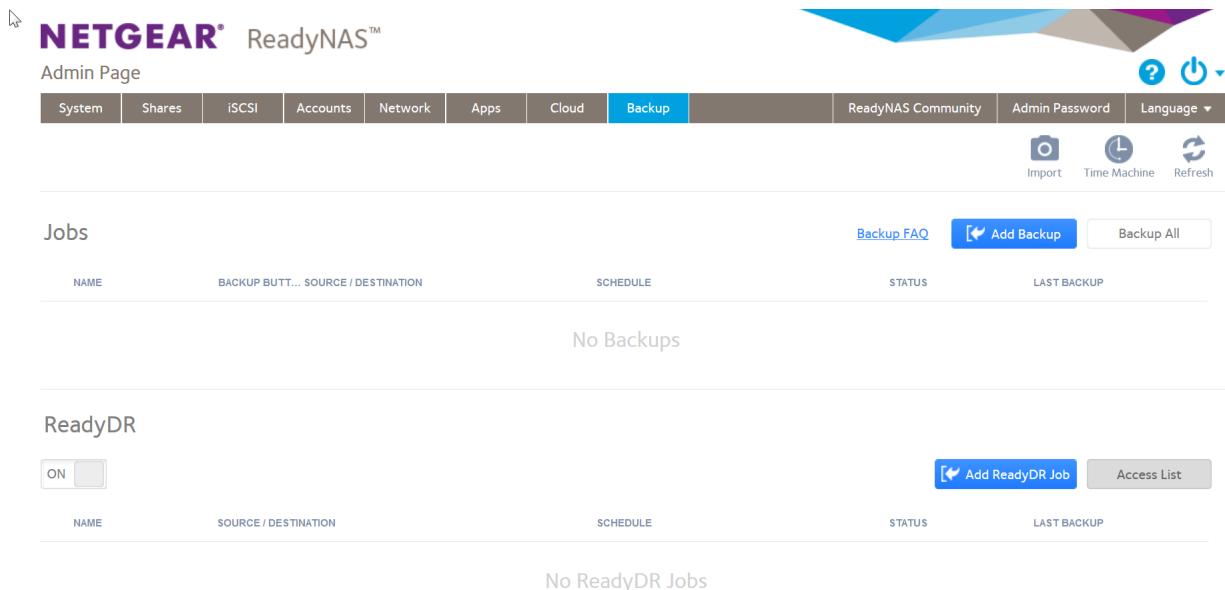 NETGEAR® ReadyNAS™
Admin Page
System Shares iSCSI Accounts Network Apps Cloud Backup ReadyNAS Community Admin Password Language
Import Time Machine Refresh
Jobs Backup FAQ Add Backup Backup All
NAME BACKUP BUTT... SOURCE / DESTINATION SCHEDULE STATUS LAST BACKUP
No Backups
ReadyDR
ON Add ReadyDR Job Access List
NAME SOURCE / DESTINATION SCHEDULE STATUS LAST BACKUP
No ReadyDR Jobs